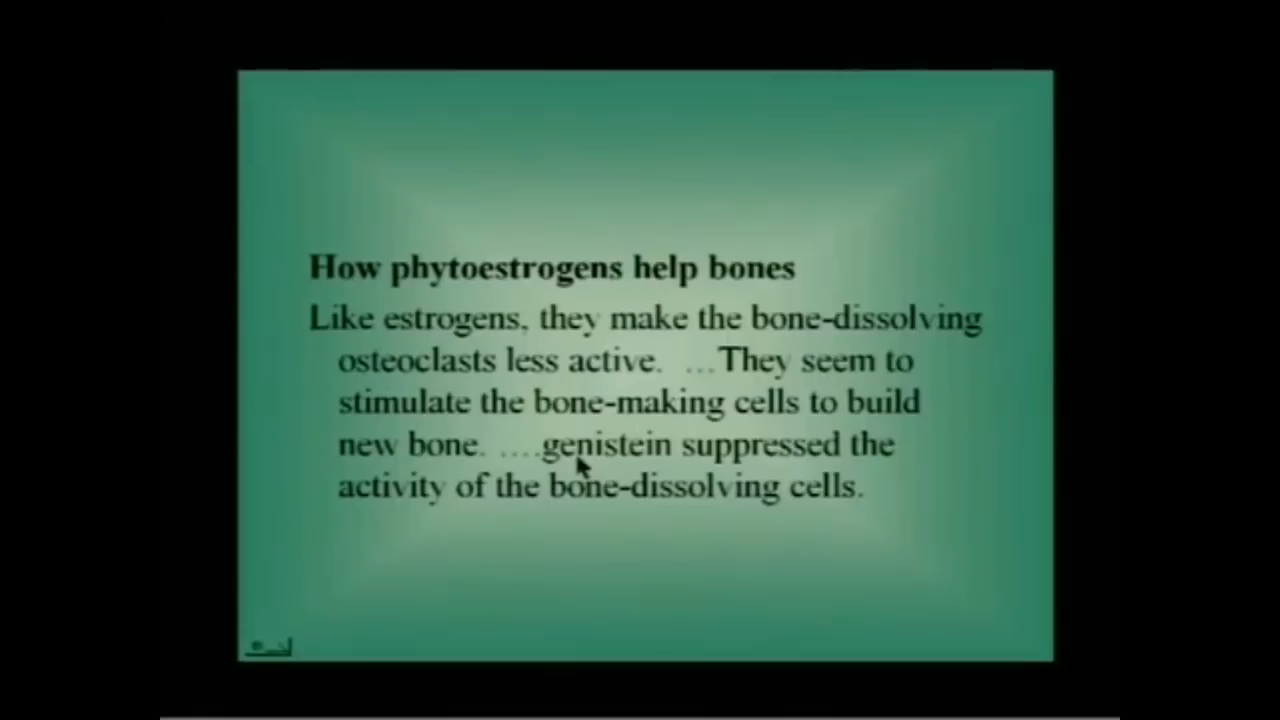 How phytoestrogens help bones
Like estrogens, they make the bone-dissolving
osteoclasts less active. ...They seem to
stimulate the bone-making cells to build
new bone. ....genistein suppressed the
activity of the bone-dissolving cells.